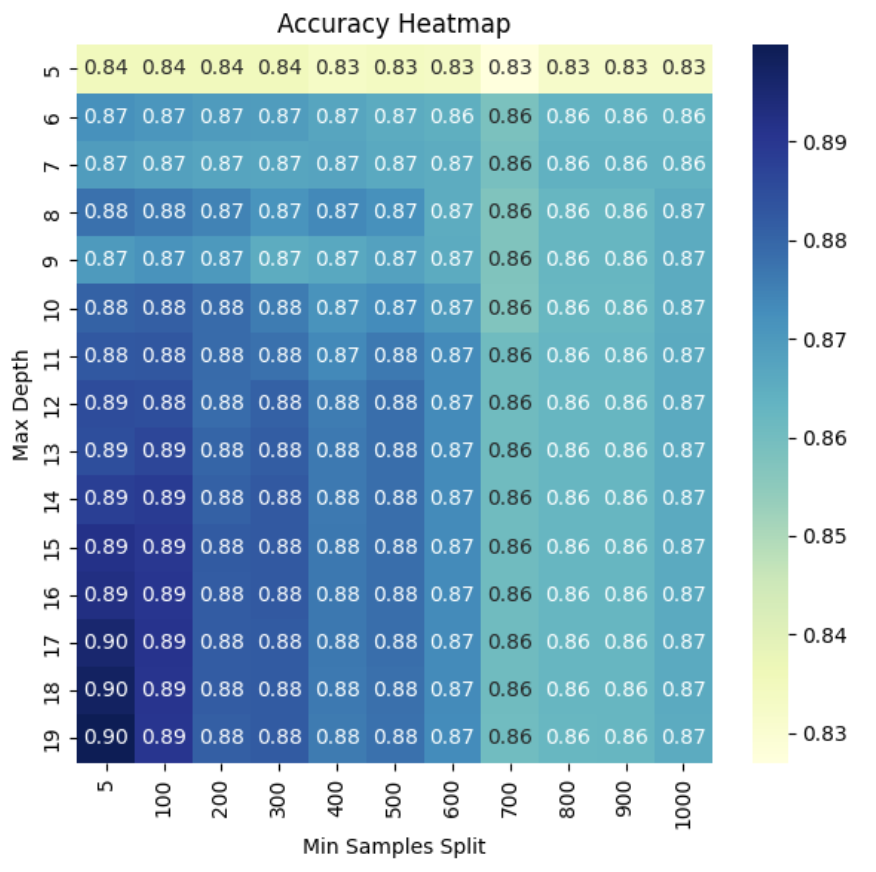 Accuracy Heatmap
5 0.84 0.84 0.84 0.84 0.83 0.83 0.83 0.83 0.83 0.83 0.83
6 0.87 0.87 0.87 0.87 0.87 0.87 0.86 0.86 0.86 0.86 0.86
7 0.87 0.87 0.87 0.87 0.87 0.87 0.87 0.86 0.86 0.86 0.86
8 0.88 0.88 0.87 0.87 0.87 0.87 0.87 0.86 0.86 0.86 0.87
9 0.87 0.87 0.87 0.87 0.87 0.87 0.87 0.86 0.86 0.86 0.87
10 0.88 0.88 0.88 0.88 0.87 0.87 0.87 0.86 0.86 0.86 0.87
11 0.88 0.88 0.88 0.88 0.87 0.88 0.87 0.86 0.86 0.86 0.87
12 0.89 0.88 0.88 0.88 0.88 0.88 0.87 0.86 0.86 0.86 0.87
13 0.89 0.89 0.88 0.88 0.88 0.88 0.87 0.86 0.86 0.86 0.87
14 0.89 0.89 0.88 0.88 0.88 0.88 0.87 0.86 0.86 0.86 0.87
15 0.89 0.89 0.88 0.88 0.88 0.88 0.87 0.86 0.86 0.86 0.87
16 0.89 0.89 0.88 0.88 0.88 0.88 0.87 0.86 0.86 0.86 0.87
17 0.90 0.89 0.88 0.88 0.88 0.88 0.87 0.86 0.86 0.86 0.87
18 0.90 0.89 0.88 0.88 0.88 0.88 0.87 0.86 0.86 0.86 0.87
19 0.90 0.89 0.88 0.88 0.88 0.88 0.87 0.86 0.86 0.86 0.87
Max Depth
5 100 200 300 400 500 600 700 800 900 1000
Min Samples Split
0.89
0.88
0.87
0.86
0.85
0.84
0.83